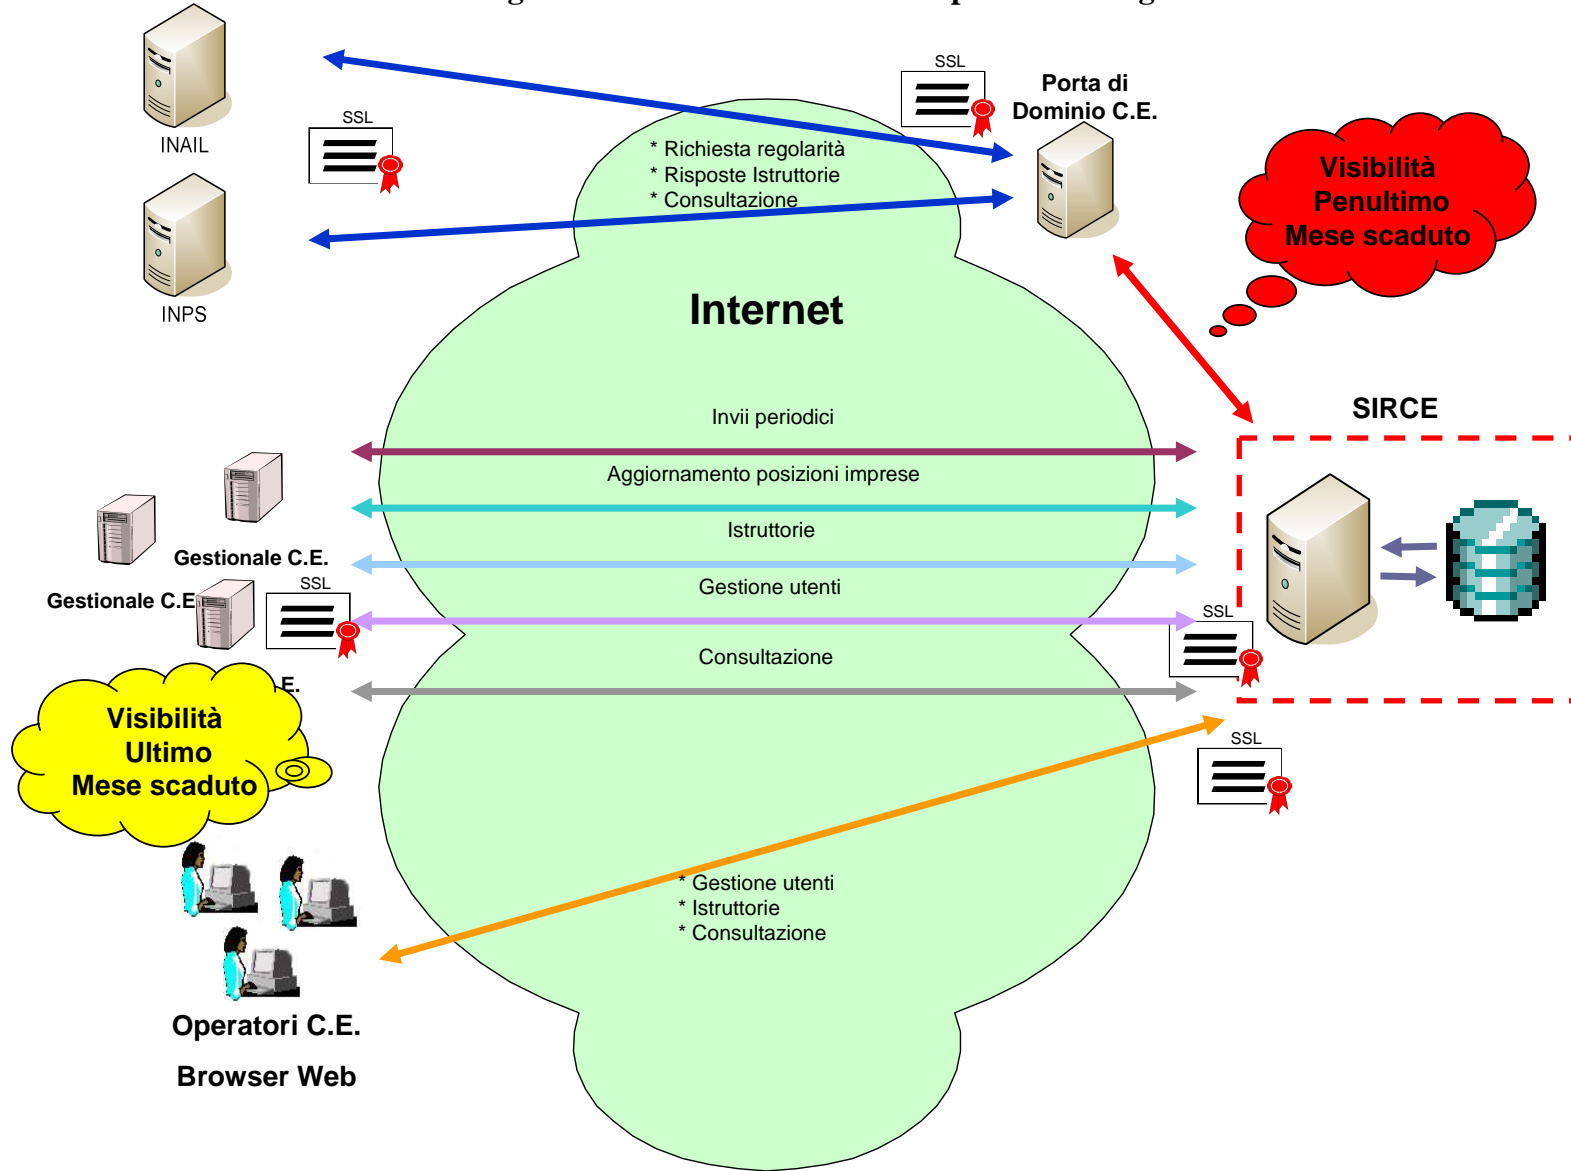 SSL
Porta di
Dominio C.E.
INAIL
SSL
* Richiesta regolarità
* Risposte Istruttorie
* Consultazione
Visibilità
Penultimo
Mese scaduto
INPS
Internet
SIRCE
Invii periodici
Aggiornamento posizioni imprese
Istruttorie
Gestionale C.E.
Gestione utenti
SSL
Gestionale C.E
SSL
Consultazione
E.
Visibilità
Ultimo
Mese scaduto
SSL
* Gestione utenti
* Istruttorie
* Consultazione
Operatori C.E.
Browser Web